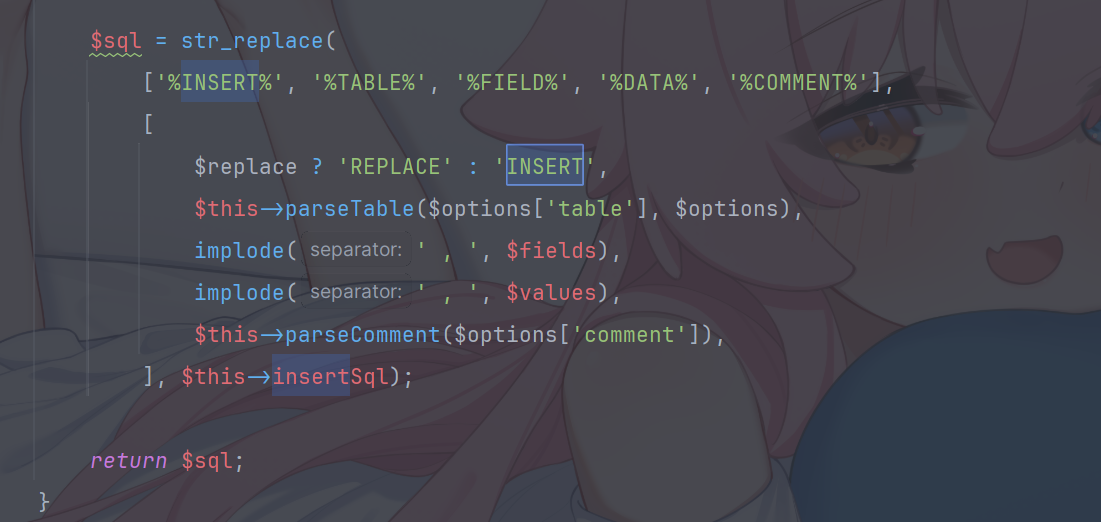 $sql = str_replace(
['%INSERT%', '%TABLE%', '%FIELD%', '%DATA%', '%COMMENT%'],
[
$replace ? 'REPLACE' : 'INSERT',
$this->parseTable($options['table'], $options),
implode( separator: ' , ', $fields),
implode( separator: ' , ', $values),
$this->parseComment($options['comment']),
], $this->insertSql);
return $sql;
}